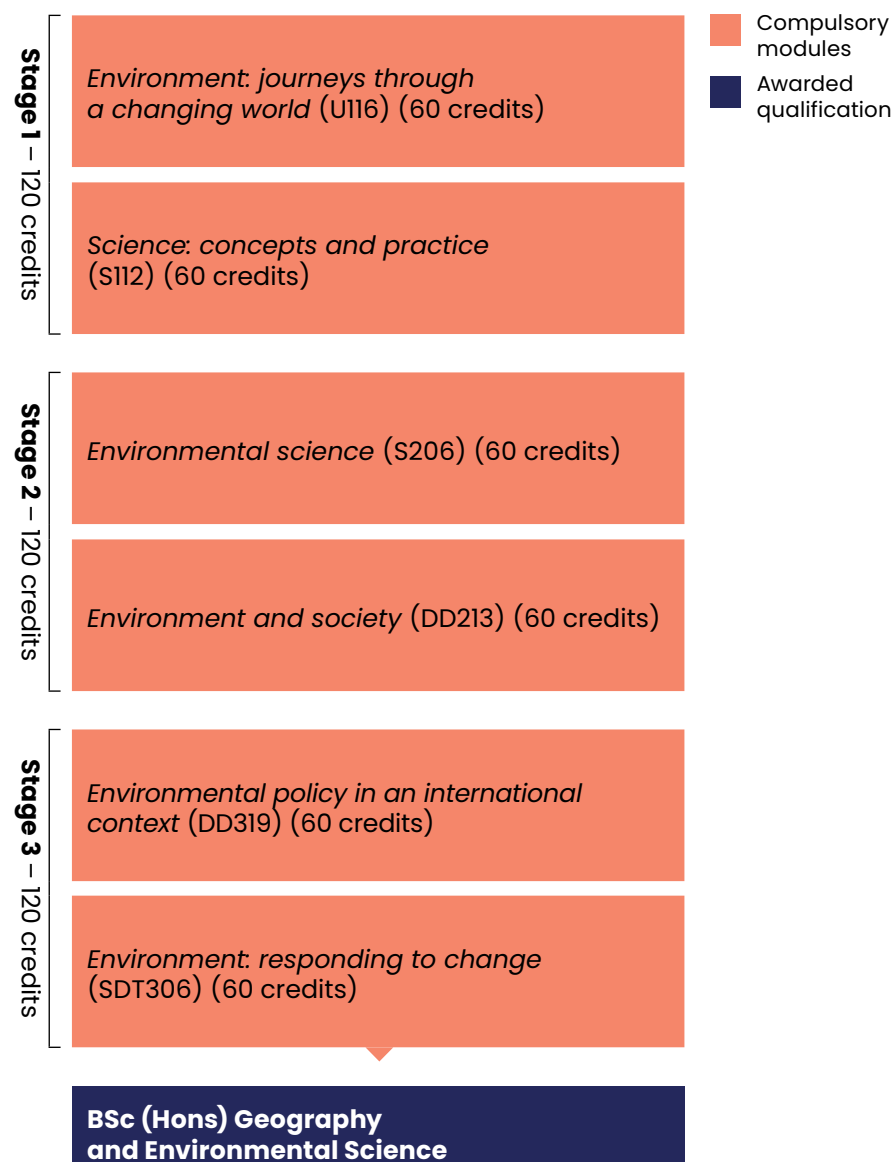 Compulsory
modules
Awarded
qualification
Stage 1 – 120 credits
Environment: journeys through
a changing world (U116) (60 credits)
Science: concepts and practice
(S112) (60 credits)
Stage 2 – 120 credits
Environmental science (S206) (60 credits)
Environment and society (DD213) (60 credits)
Stage 3 – 120 credits
Environmental policy in an international
context (DD319) (60 credits)
Environment: responding to change
(SDT306) (60 credits)
BSc (Hons) Geography
and Environmental Science